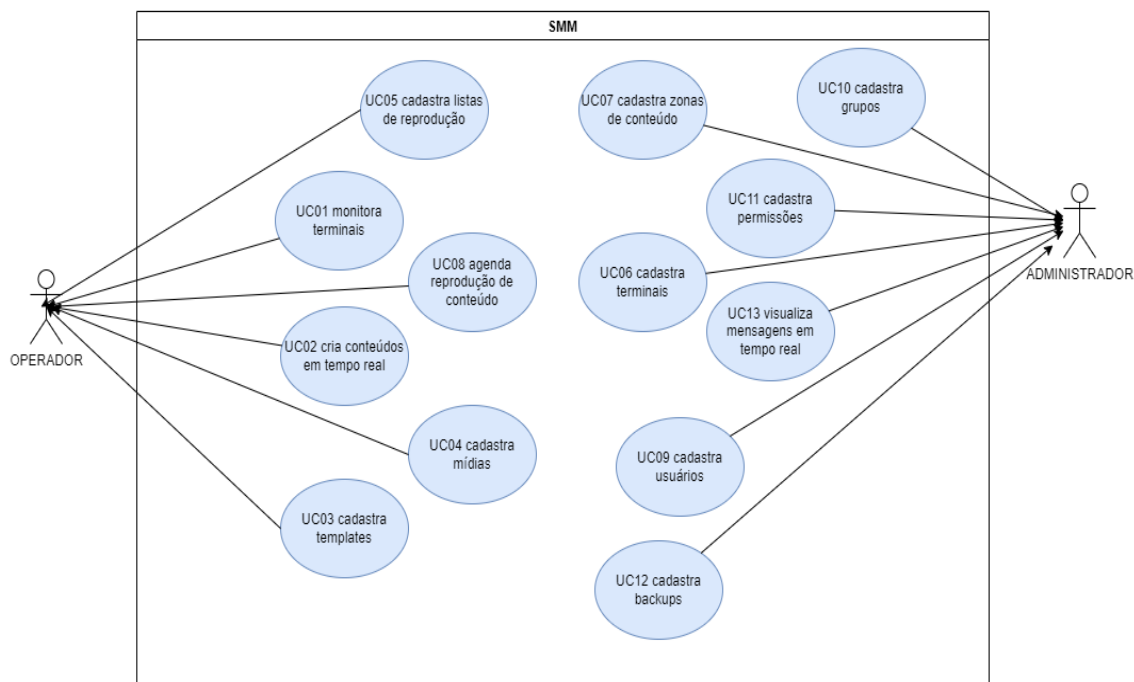 SMM
UC05 cadastra listas
de reprodução
UC07 cadastra zonas
de conteúdo
UC10 cadastra
grupos
UC01 monitora
terminais
UC11 cadastra
permissões
UC08 agenda
reprodução de
conteúdo
UC06 cadastra
terminais
ADMINISTRADOR
UC13 visualiza
mensagens em
tempo real
OPERADOR
UC02 cria conteúdos
em tempo real
UC04 cadastra
mídias
UC09 cadastra
usuários
UC03 cadastra
templates
UC12 cadastra
backups